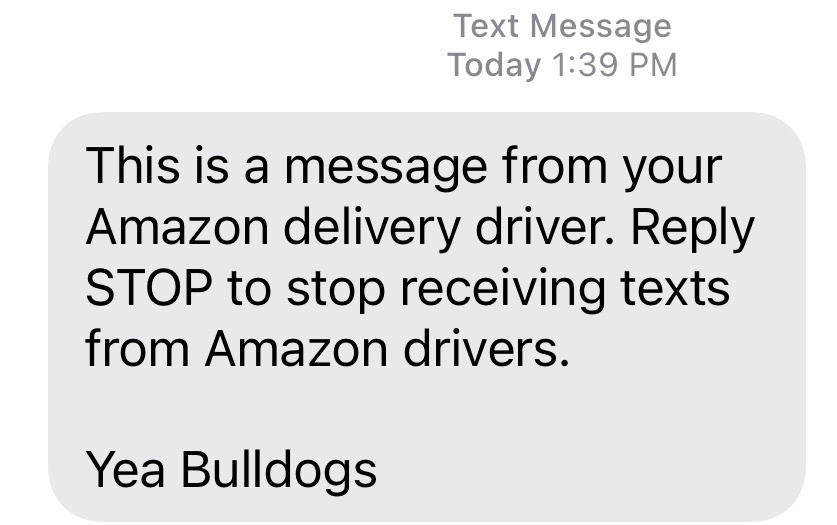 Text Message
Today 1:39 PM
This is a message from your
Amazon delivery driver. Reply
STOP to stop receiving texts
from Amazon drivers.
Yea Bulldogs